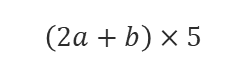 (2a + b) × 5